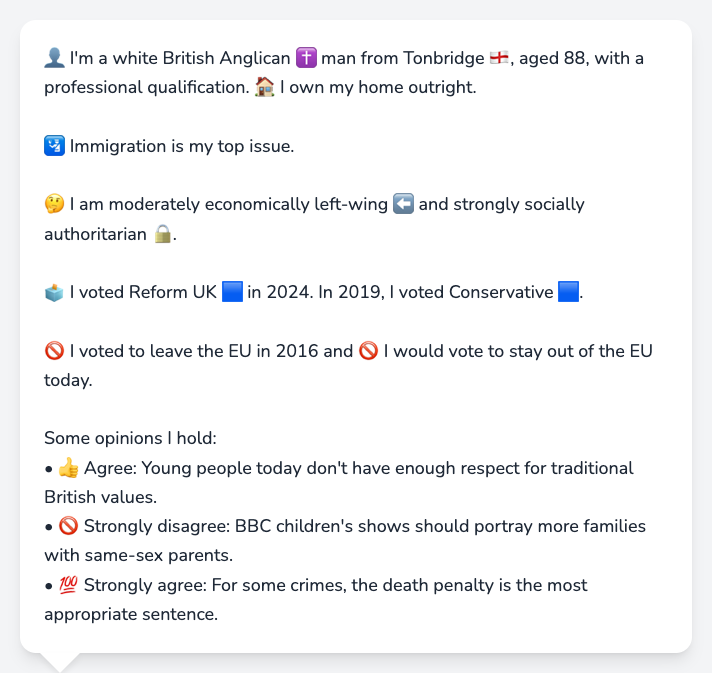 👤 I'm a white British Anglican ✝️ man from Tonbridge 🏴󠁧󠁢󠁥󠁮󠁧󠁿, aged 88, with a
professional qualification. 🏠 I own my home outright.
🛂 Immigration is my top issue.
🤔 I am moderately economically left-wing ⬅️ and strongly socially
authoritarian 🔒.
🗳️ I voted Reform UK 🟦 in 2024. In 2019, I voted Conservative 🟦.
🚫 I voted to leave the EU in 2016 and 🚫 I would vote to stay out of the EU
today.
Some opinions I hold:
• 👍 Agree: Young people today don't have enough respect for traditional
British values.
• 🚫 Strongly disagree: BBC children's shows should portray more families
with same-sex parents.
• 💯 Strongly agree: For some crimes, the death penalty is the most
appropriate sentence.